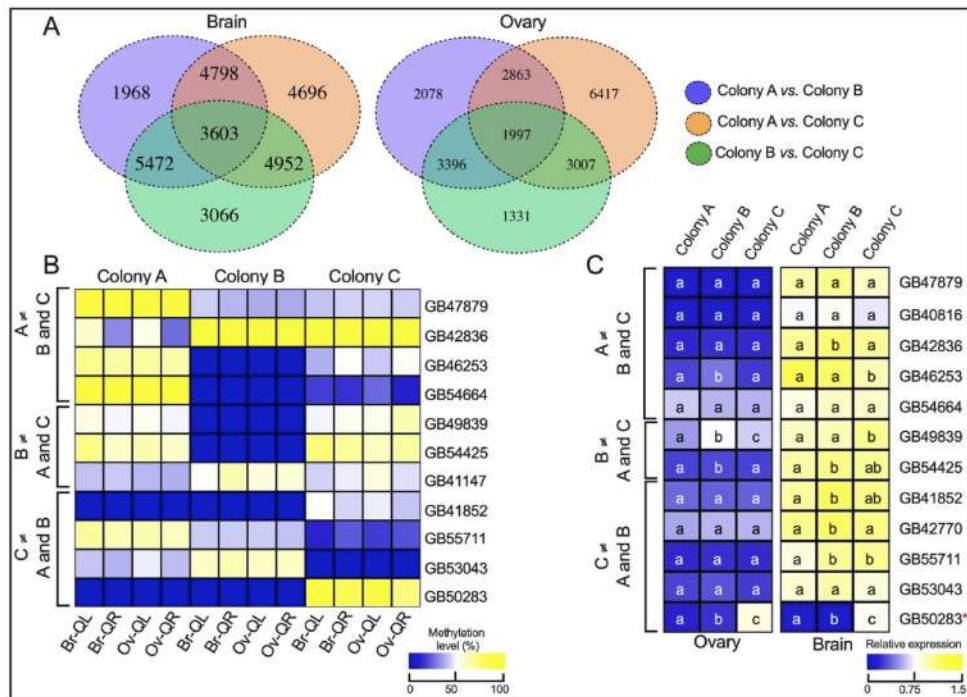 A
Brain
Ovary
1968
4798
4696
3603
5472
4952
3066
2078
2863
6417
1997
3396
3007
1331
Colony A vs. Colony B
Colony A vs. Colony C
Colony B vs. Colony C
B
Colony A Colony B Colony C
A ≠
B and C
B ≠
A and C
C ≠
A and B
GB47879
GB42836
GB46253
GB54664
GB49839
GB54425
GB41147
GB41852
GB55711
GB53043
GB50283
Br-QL Br-QR Ov-QL Ov-QR Br-QL Br-QR Ov-QL Ov-QR Br-QL Br-QR Ov-QL Ov-QR
Methylation
level (%)
0 50 100
C
Colony A Colony B Colony C Colony A Colony B Colony C
A ≠
B and C
B ≠
A and C
C ≠
A and B
a a a a a a GB47879
a a a a a a GB40816
a a a a b a GB42836
a b a a a b GB46253
a a a a a a GB54664
a b c a a b GB49839
a b a a b ab GB54425
a a a a b ab GB41852
a a a a b a GB42770
a a a a b b GB55711
a a a a a a GB53043
a b c a b c GB50283*
Ovary Brain
Relative expression
0 0.75 1.5